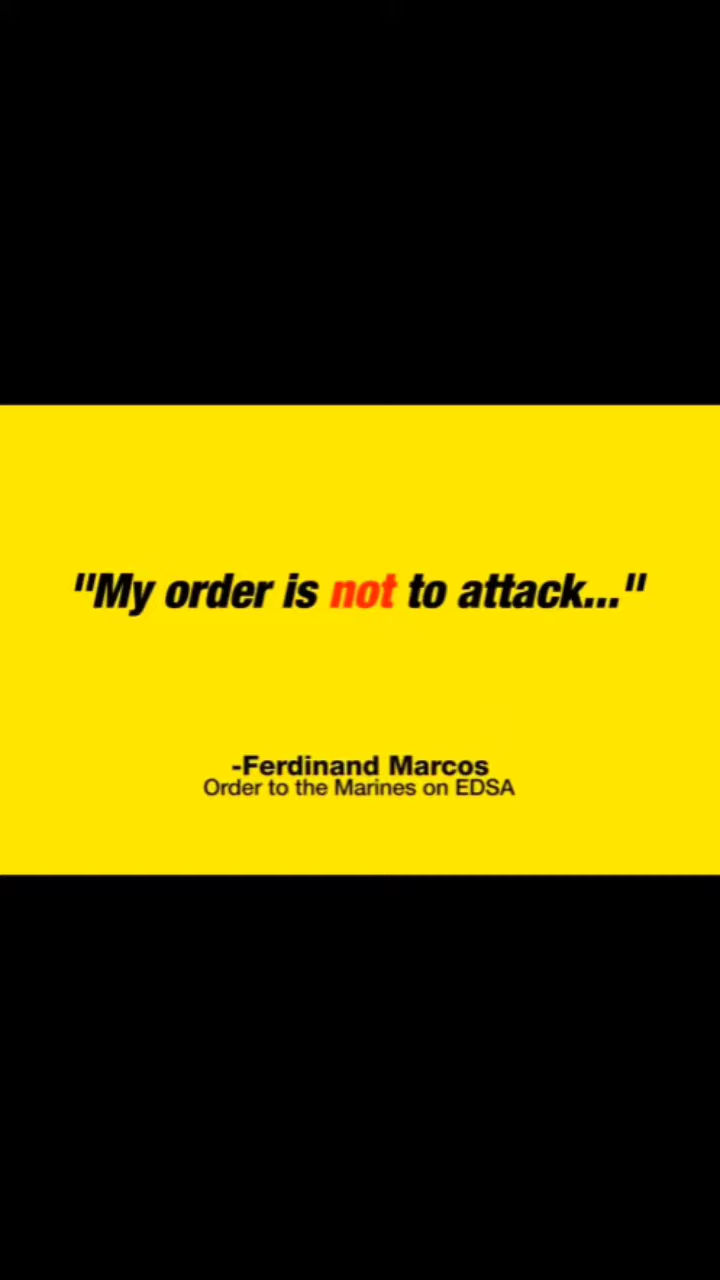 "My order is not to attack..."
-Ferdinand Marcos
Order to the Marines on EDSA